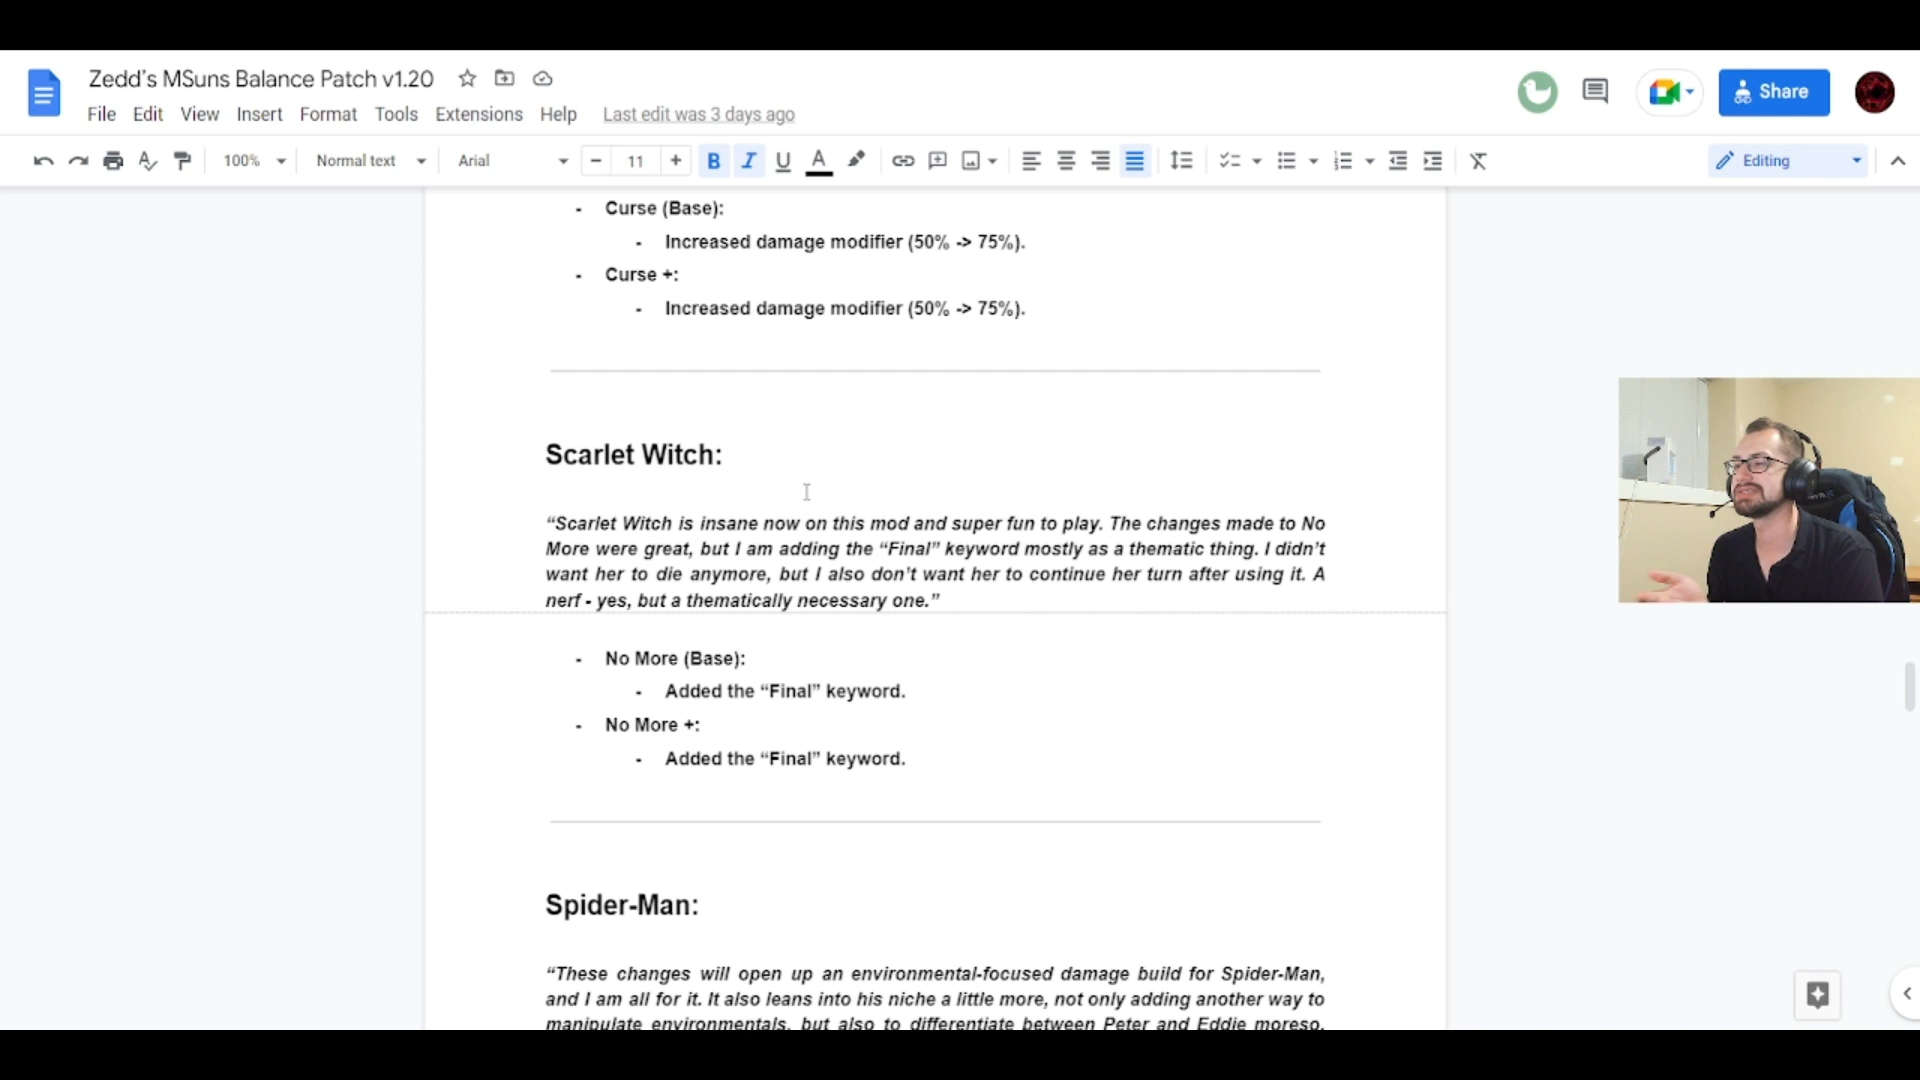 Zedd's MSuns Balance Patch v1.20
File Edit View Insert Format Tools Extensions Help Last edit was 3 days ago
Share
100% Normal text Arial - 11 + B I U A Editing
- Curse (Base):
- Increased damage modifier (50% -> 75%).
- Curse +:
- Increased damage modifier (50% -> 75%).
Scarlet Witch:
“Scarlet Witch is insane now on this mod and super fun to play. The changes made to No
More were great, but I am adding the “Final” keyword mostly as a thematic thing. I didn’t
want her to die anymore, but I also don’t want her to continue her turn after using it. A
nerf - yes, but a thematically necessary one.”
- No More (Base):
- Added the “Final” keyword.
- No More +:
- Added the “Final” keyword.
Spider-Man:
“These changes will open up an environmental-focused damage build for Spider-Man,
and I am all for it. It also leans into his niche a little more, not only adding another way to
manipulate environmentals, but also to differentiate between Peter and Eddie moreso.